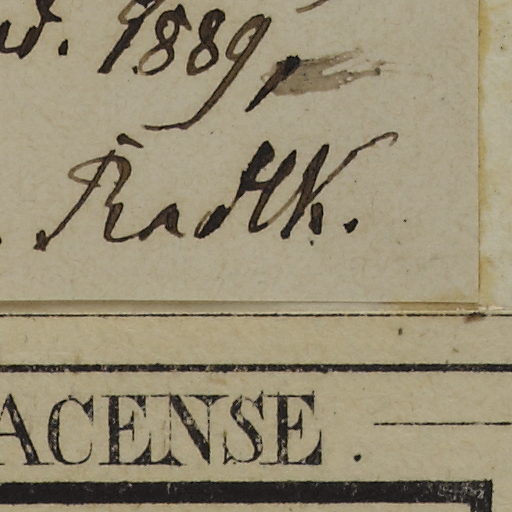 1889,
Radlk.
ACENSE.